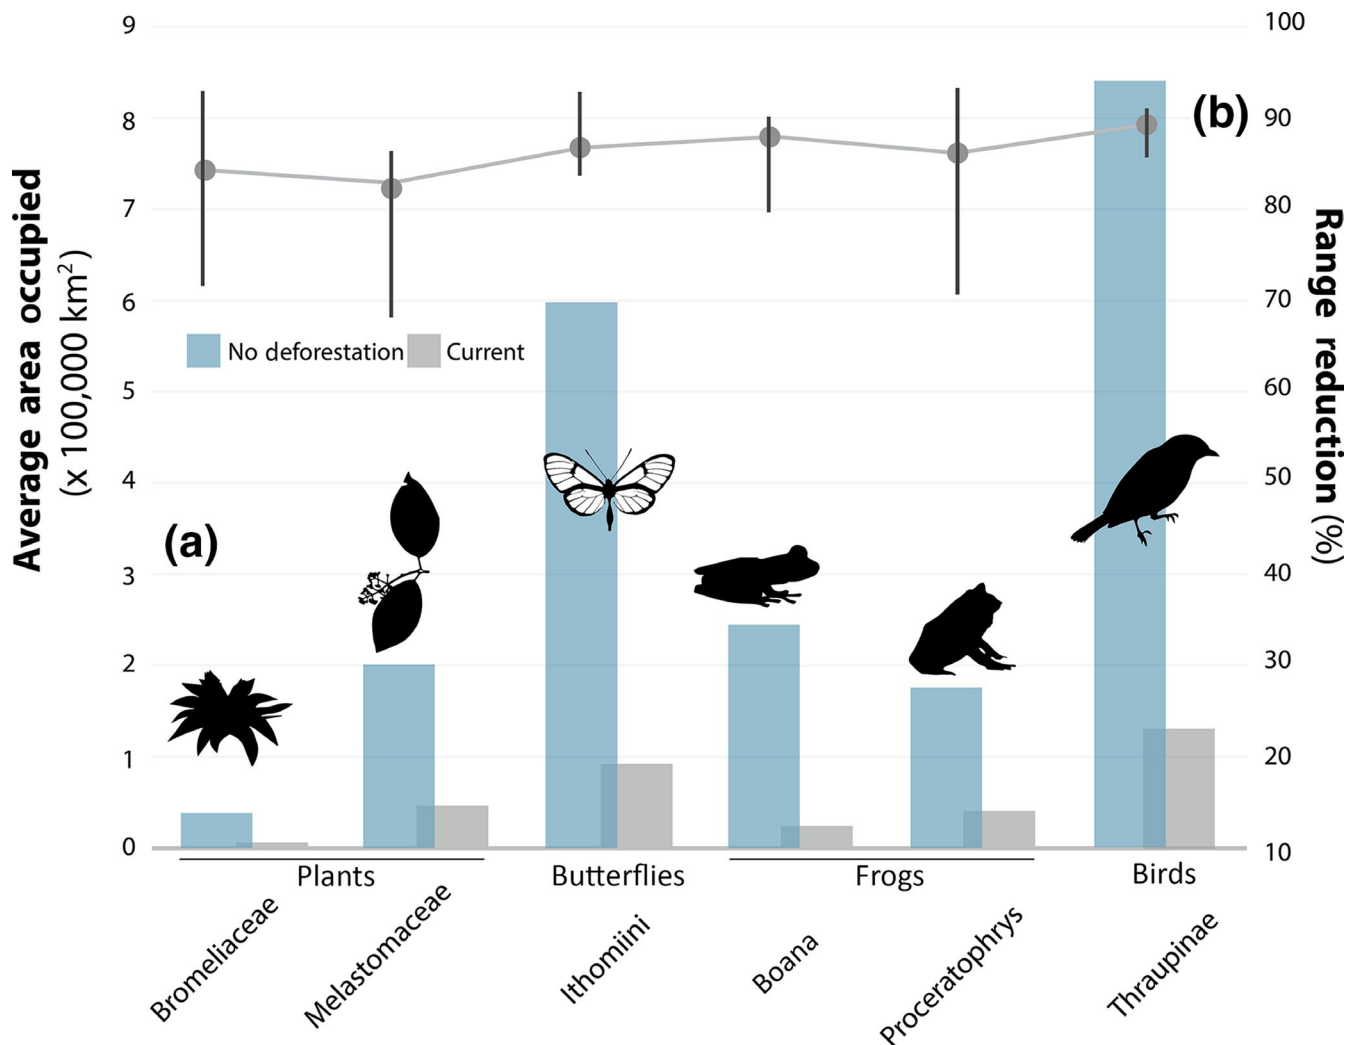 Average area occupied
(x 100,000 km²)
9
8
7
6
5
4
3
2
1
0
(a)
No deforestation
Current
(b)
100
90
80
70
60
50
40
30
20
10
Range reduction (%)
Plants
Butterflies
Frogs
Birds
Bromeliaceae
Melastomaceae
Ithomiini
Boana
Proceratophrys
Thraupinae